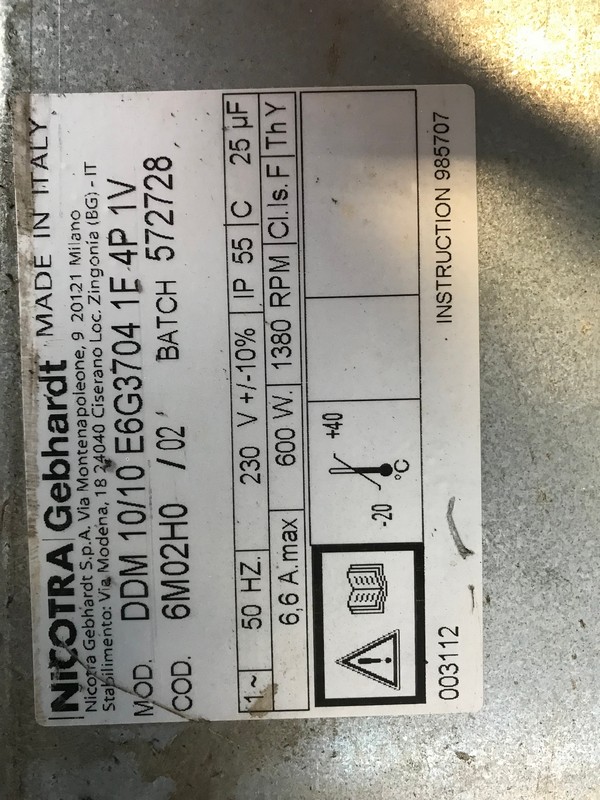 NICOTRA Gebhardt MADE IN ITALY
Nicotra Gebhardt S.p.A. Via Montenapoleone, 9 20121 Milano
Stabilimento: Via Modena, 18 24040 Ciserano Loc. Zingonia (BG) - IT
MOD. DDM 10/10 E6G3704 1E 4P 1V
COD. 6M02H0 /02 BATCH 572728
1~ 50 HZ. 230 V +/-10% IP 55 C 25 µF
6,6 A.max 600 W. 1380 RPM Cl.Is. F Th Y
-20 +40
°C
003112 INSTRUCTION 985707